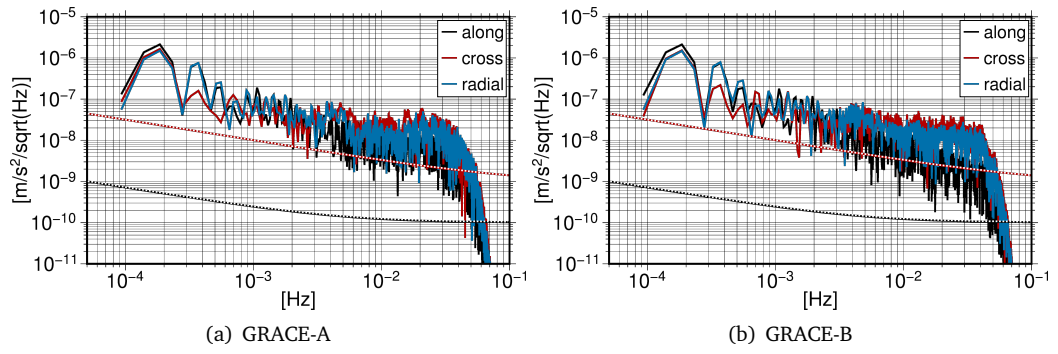 10⁻⁵
10⁻⁶
10⁻⁷
10⁻⁸
10⁻⁹
10⁻¹⁰
10⁻¹¹
[m/s²/sqrt(Hz)]
along
cross
radial
10⁻⁴ 10⁻³ 10⁻² 10⁻¹
[Hz]
(a) GRACE-A
10⁻⁵
10⁻⁶
10⁻⁷
10⁻⁸
10⁻⁹
10⁻¹⁰
10⁻¹¹
[m/s²/sqrt(Hz)]
along
cross
radial
10⁻⁴ 10⁻³ 10⁻² 10⁻¹
[Hz]
(b) GRACE-B